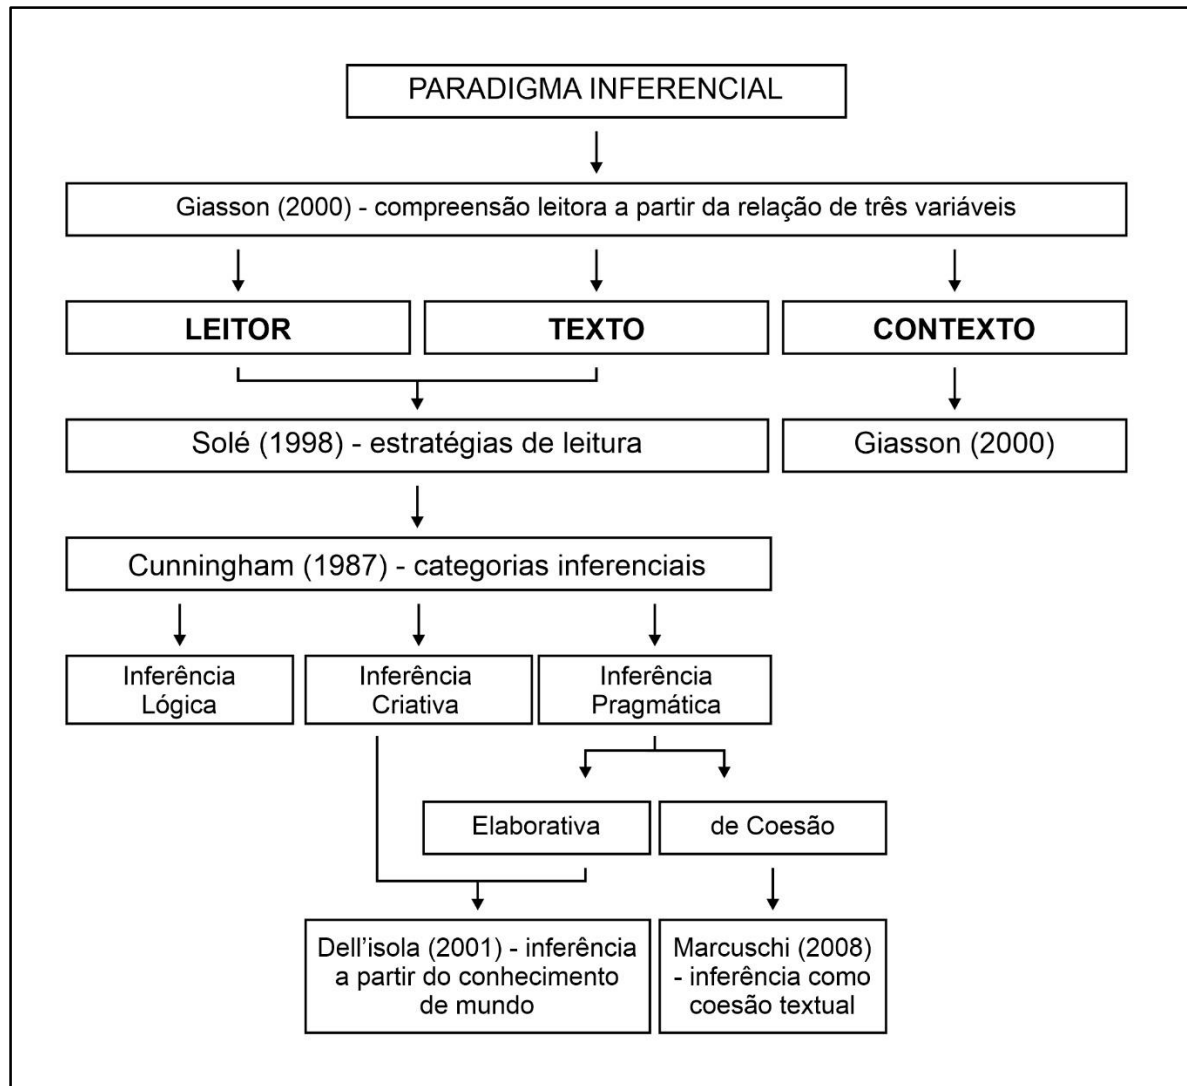 PARADIGMA INFERENCIAL
Giasson (2000) - compreensão leitora a partir da relação de três variáveis
LEITOR
TEXTO
CONTEXTO
Solé (1998) - estratégias de leitura
Giasson (2000)
Cunningham (1987) - categorias inferenciais
Inferência
Lógica
Inferência
Criativa
Inferência
Pragmática
Elaborativa
de Coesão
Dell’isola (2001) - inferência
a partir do conhecimento
de mundo
Marcuschi (2008)
- inferência como
coesão textual